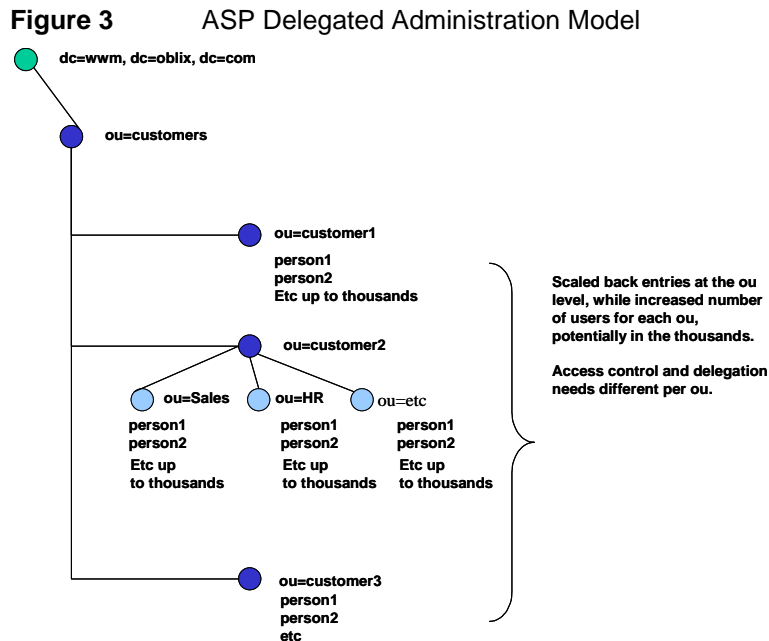 Figure 3 ASP Delegated Administration Model
dc=wwm, dc=oblix, dc=com
ou=customers
ou=customer1
person1
person2
Etc up to thousands
ou=customer2
ou=Sales
person1
person2
Etc up
to thousands
ou=HR
person1
person2
Etc up
to thousands
ou=etc
person1
person2
Etc up
to thousands
ou=customer3
person1
person2
etc
Scaled back entries at the ou
level, while increased number
of users for each ou,
potentially in the thousands.
Access control and delegation
needs different per ou.